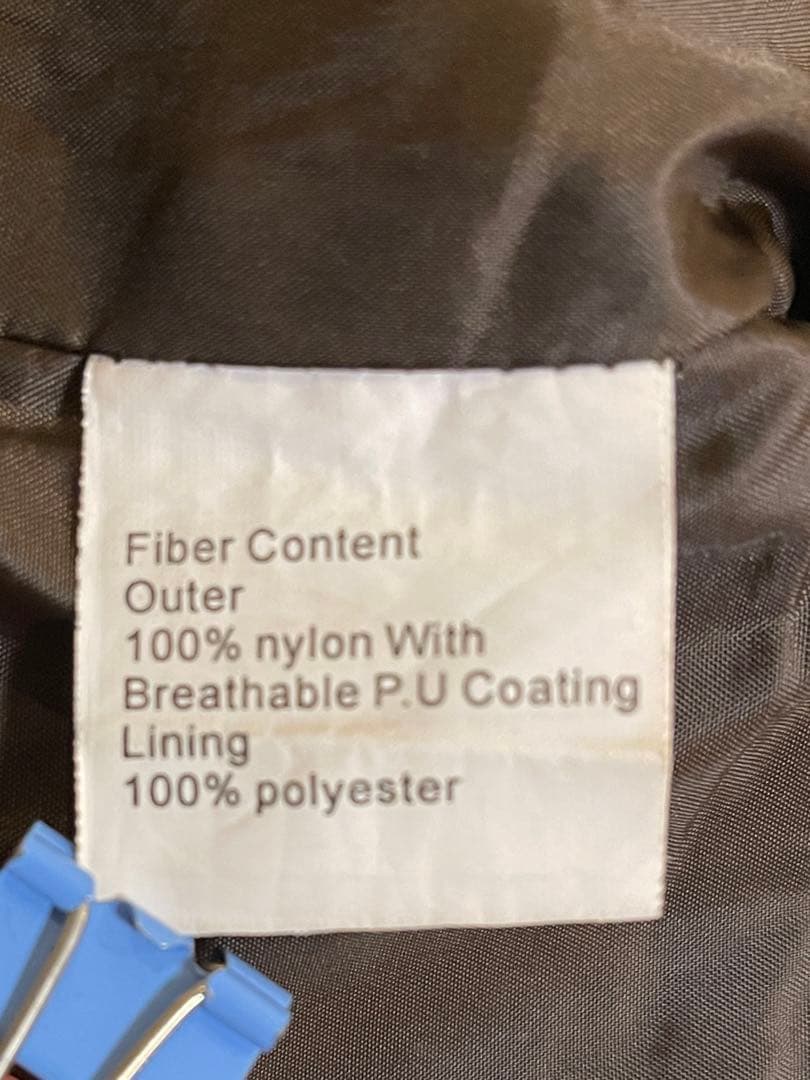 Fiber Content
Outer
100% nylon With
Breathable P.U Coating
Lining
100% polyester